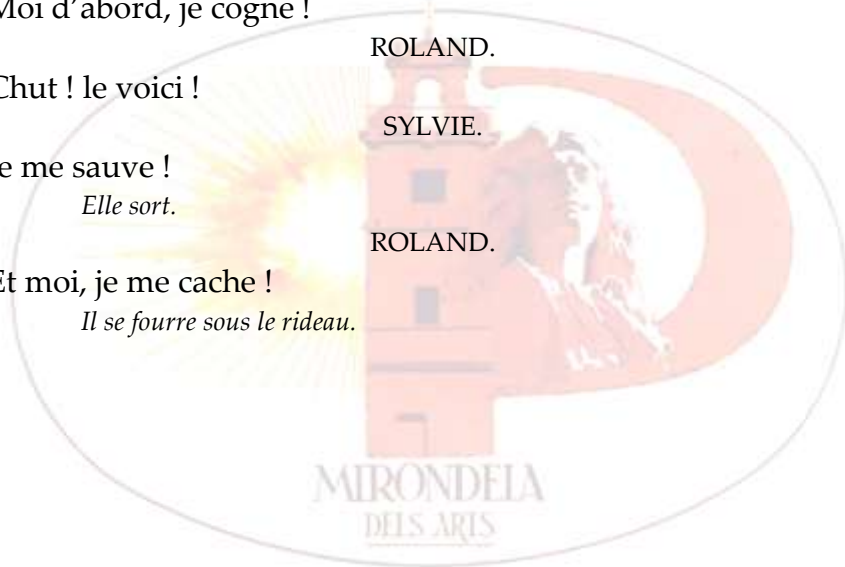 Moi d'abord, je cogne !
ROLAND.
Chut ! le voici !
SYLVIE.
e me sauve !
Elle sort.
ROLAND.
Et moi, je me cache !
Il se fourre sous le rideau.
MIRONDELA
DELS ARTS